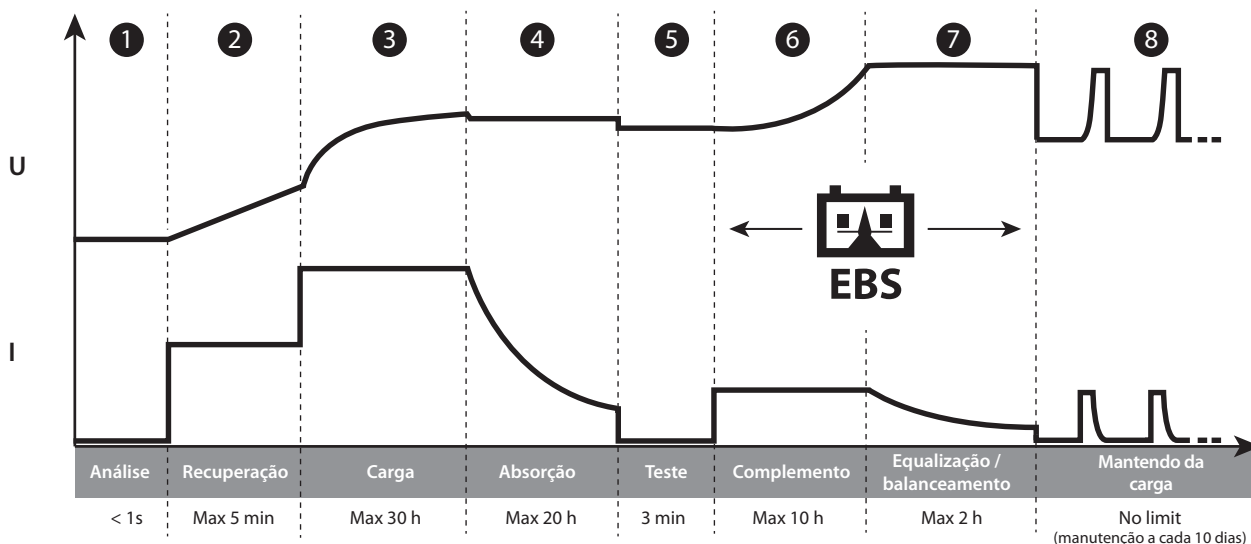 1 2 3 4 5 6 7 8
U
EBS
I
Análise Recuperação Carga Absorção Teste Complemento Equalização / balanceamento Mantendo da carga
< 1s Max 5 min Max 30 h Max 20 h 3 min Max 10 h Max 2 h No limit
(manutenção a cada 10 dias)